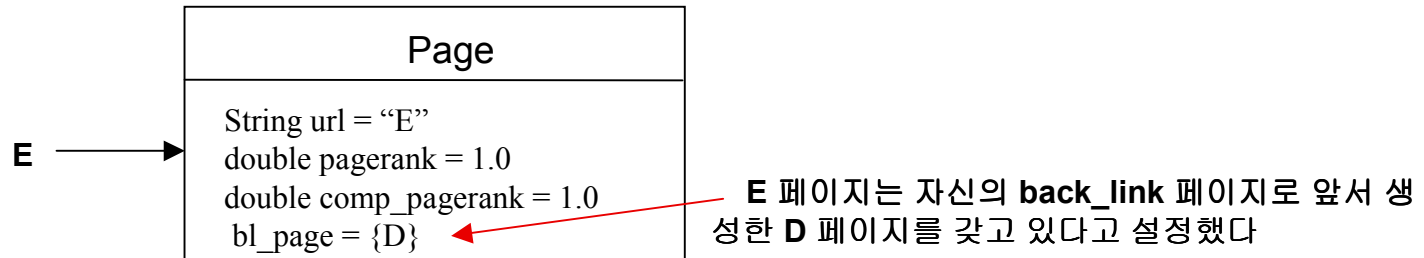 Page
E
String url = “E”
double pagerank = 1.0
double comp_pagerank = 1.0
bl_page = {D}
E 페이지는 자신의 back_link 페이지로 앞서 생
성한 D 페이지를 갖고 있다고 설정했다